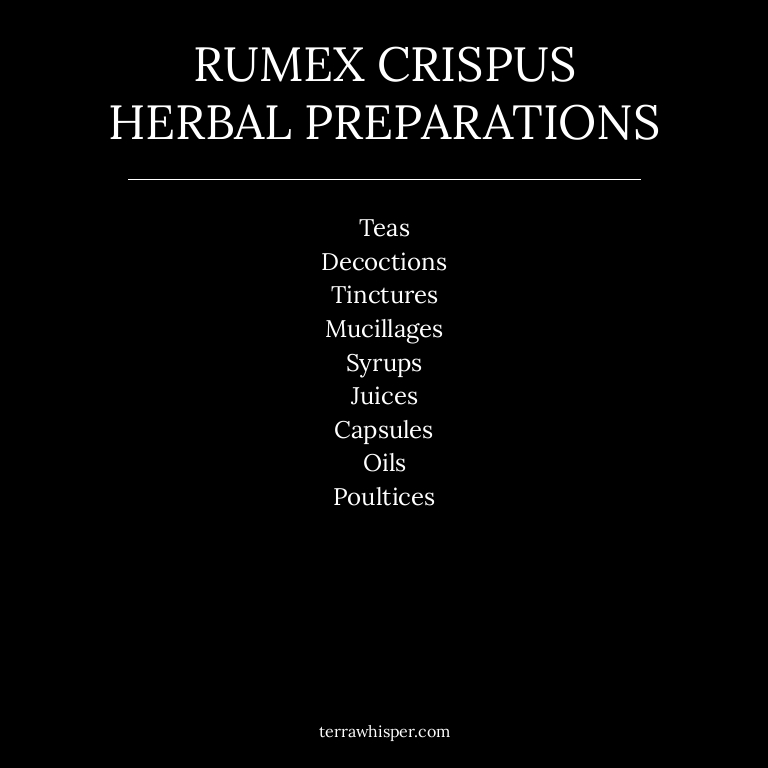 RUMEX CRISPUS
HERBAL PREPARATIONS
Teas
Decoctions
Tinctures
Mucillages
Syrups
Juices
Capsules
Oils
Poultices
terrawhisper.com